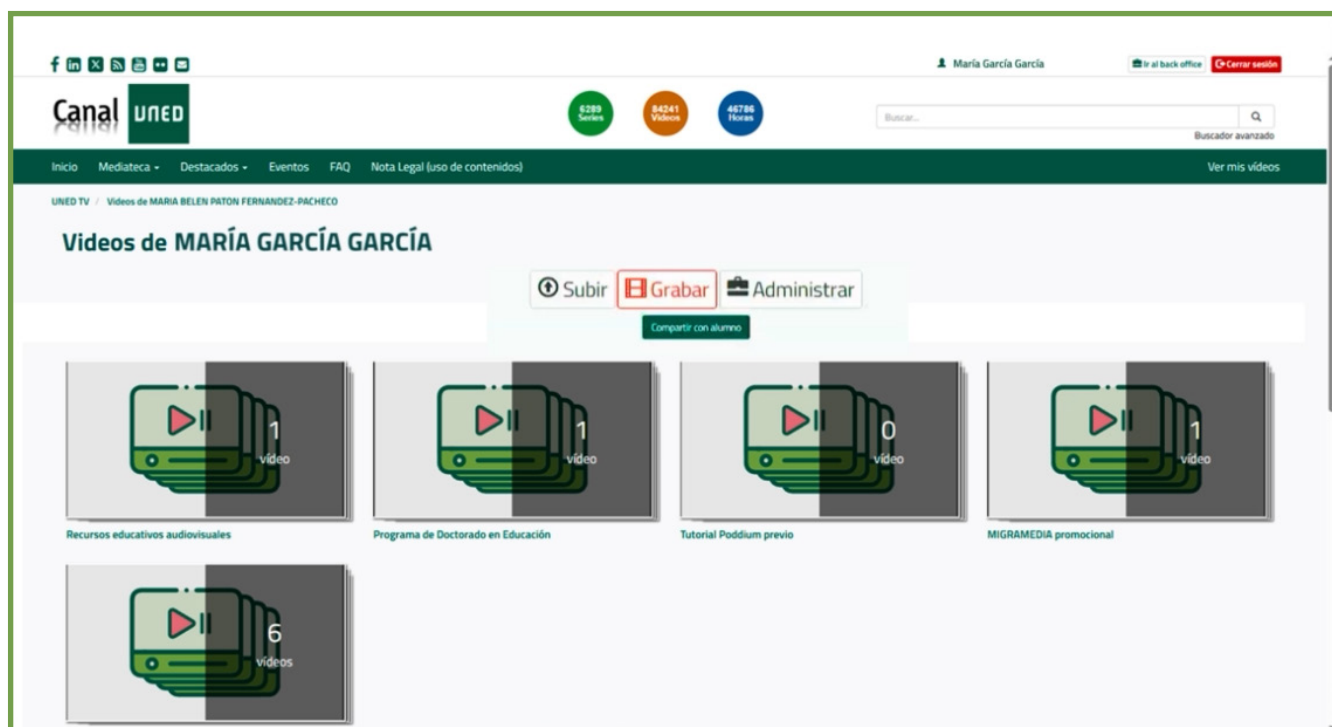 María García García
Ir al back office
Cerrar sesión
Canal UNED
6289
Series
84241
Videos
46786
Horas
Buscar...
Buscador avanzado
Inicio Mediateca Destacados Eventos FAQ Nota Legal (uso de contenidos) Ver mis vídeos
UNED TV / Videos de MARIA BELEN PATON FERNANDEZ-PACHECO
Videos de MARÍA GARCÍA GARCÍA
Subir Grabar Administrar
Compartir con alumno
1
vídeo
1
vídeo
0
vídeo
1
vídeo
Recursos educativos audiovisuales
Programa de Doctorado en Educación
Tutorial Poddium previo
MIGRAMEDIA promocional
6
vídeos